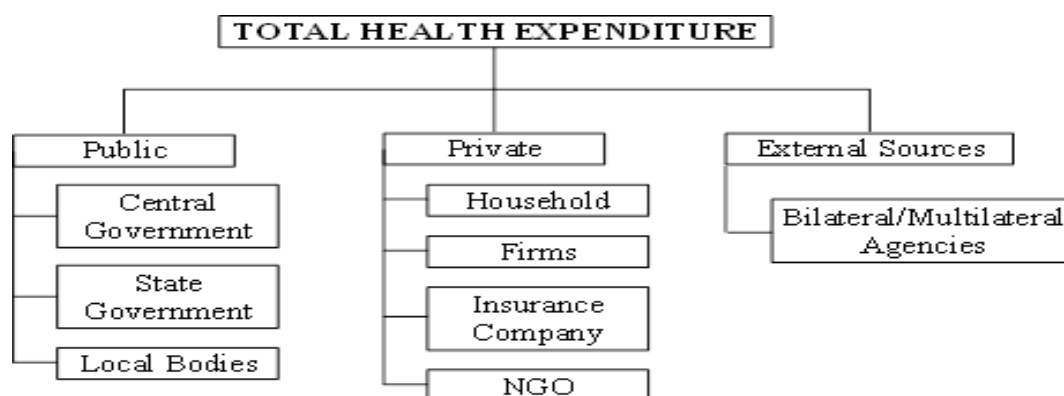 TOTAL HEALTH EXPENDITURE
Public
Central
Government
State
Government
Local Bodies
Private
Household
Firms
Insurance
Company
NGO
External Sources
Bilateral/Multilateral
Agencies